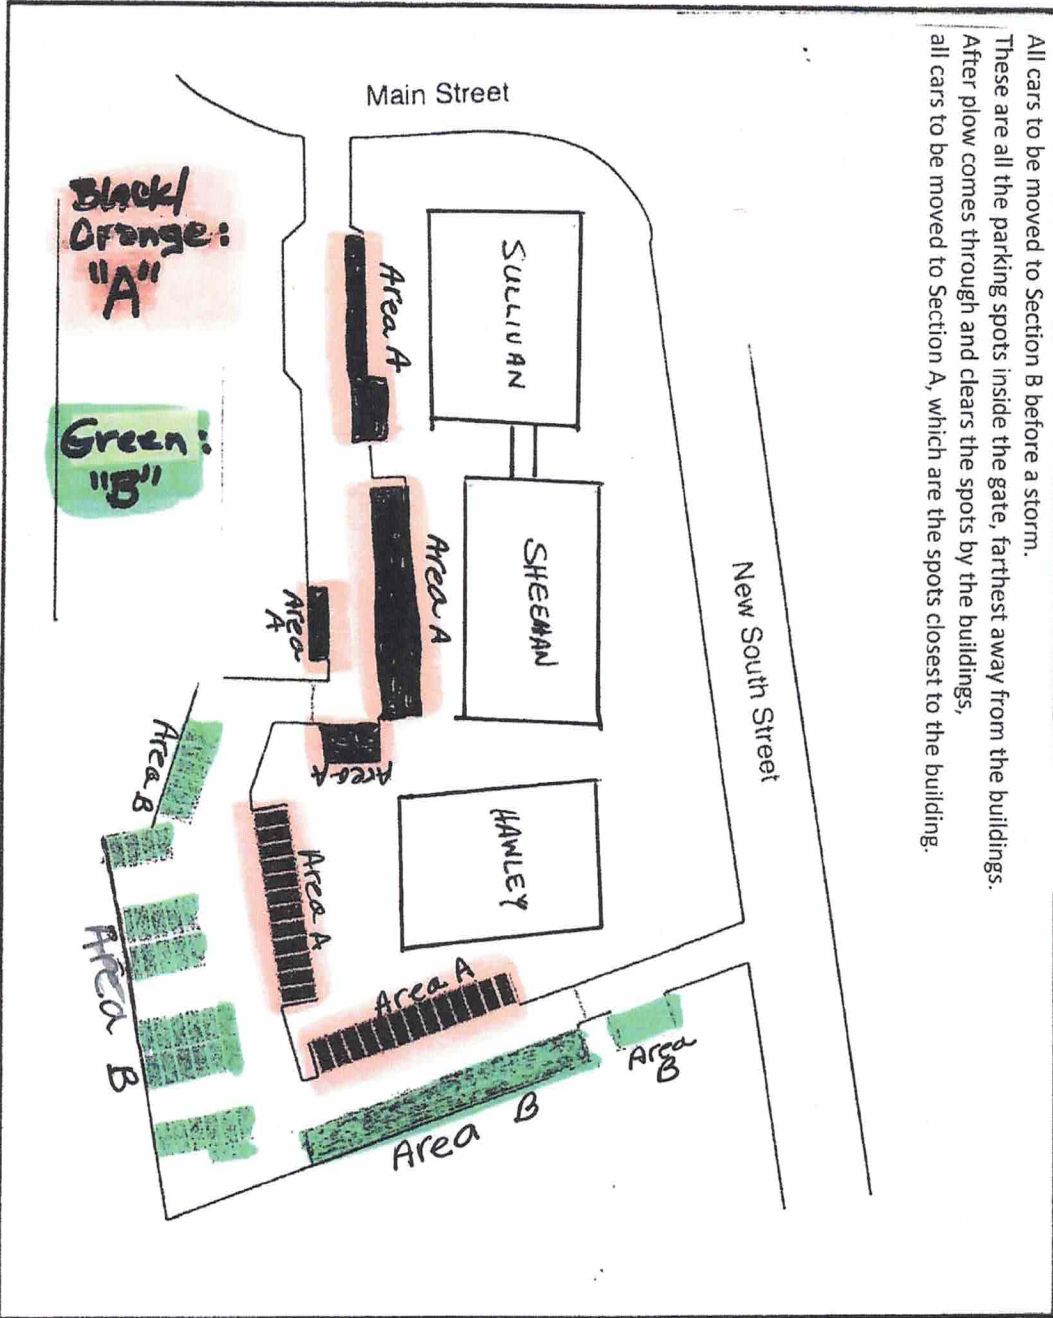 All cars to be moved to Section B before a storm.
These are all the parking spots inside the gate, farthest away from the buildings.
After plow comes through and clears the spots by the buildings,
all cars to be moved to Section A, which are the spots closest to the building.
Main Street
New South Street
SULLIVAN
SHEEHAN
HAWLEY
Area A
Area A
Area
A
Area A
Area A
Area A
Area B
Area B
Area B
Area
B
Black/
Orange:
"A"
Green:
"B"